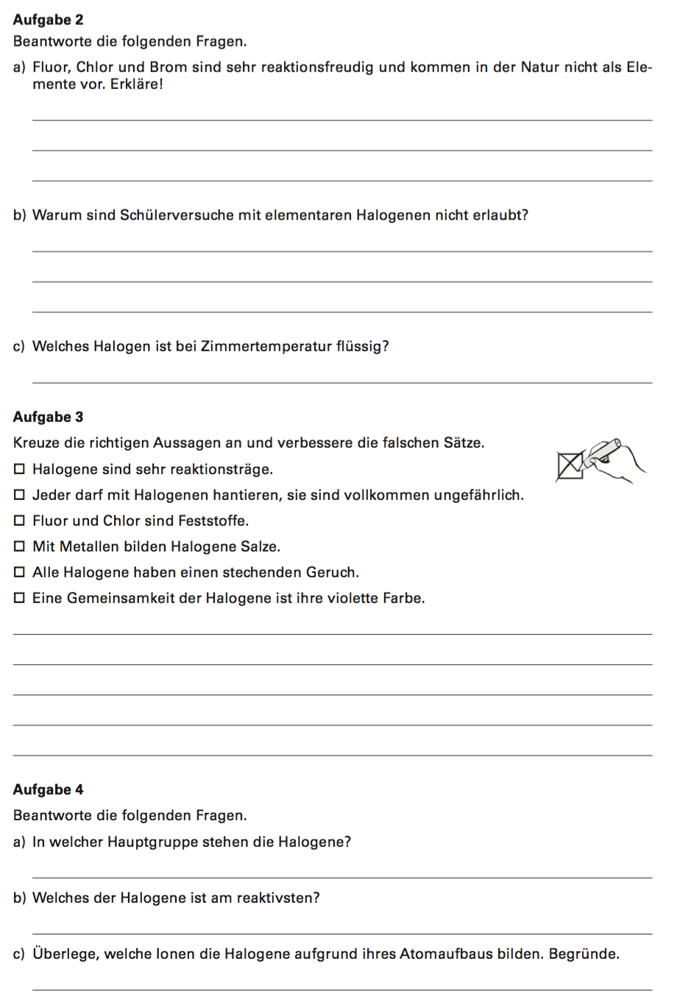 Aufgabe 2
Beantworte die folgenden Fragen.
a) Fluor, Chlor und Brom sind sehr reaktionsfreudig und kommen in der Natur nicht als Ele-
mente vor. Erkläre!
b) Warum sind Schülerversuche mit elementaren Halogenen nicht erlaubt?
c) Welches Halogen ist bei Zimmertemperatur flüssig?
Aufgabe 3
Kreuze die richtigen Aussagen an und verbessere die falschen Sätze.
Halogene sind sehr reaktionsträge.
Jeder darf mit Halogenen hantieren, sie sind vollkommen ungefährlich.
Fluor und Chlor sind Feststoffe.
Mit Metallen bilden Halogene Salze.
Alle Halogene haben einen stechenden Geruch.
Eine Gemeinsamkeit der Halogene ist ihre violette Farbe.
Aufgabe 4
Beantworte die folgenden Fragen.
a) In welcher Hauptgruppe stehen die Halogene?
b) Welches der Halogene ist am reaktivsten?
c) Überlege, welche Ionen die Halogene aufgrund ihres Atomaufbaus bilden. Begründe.